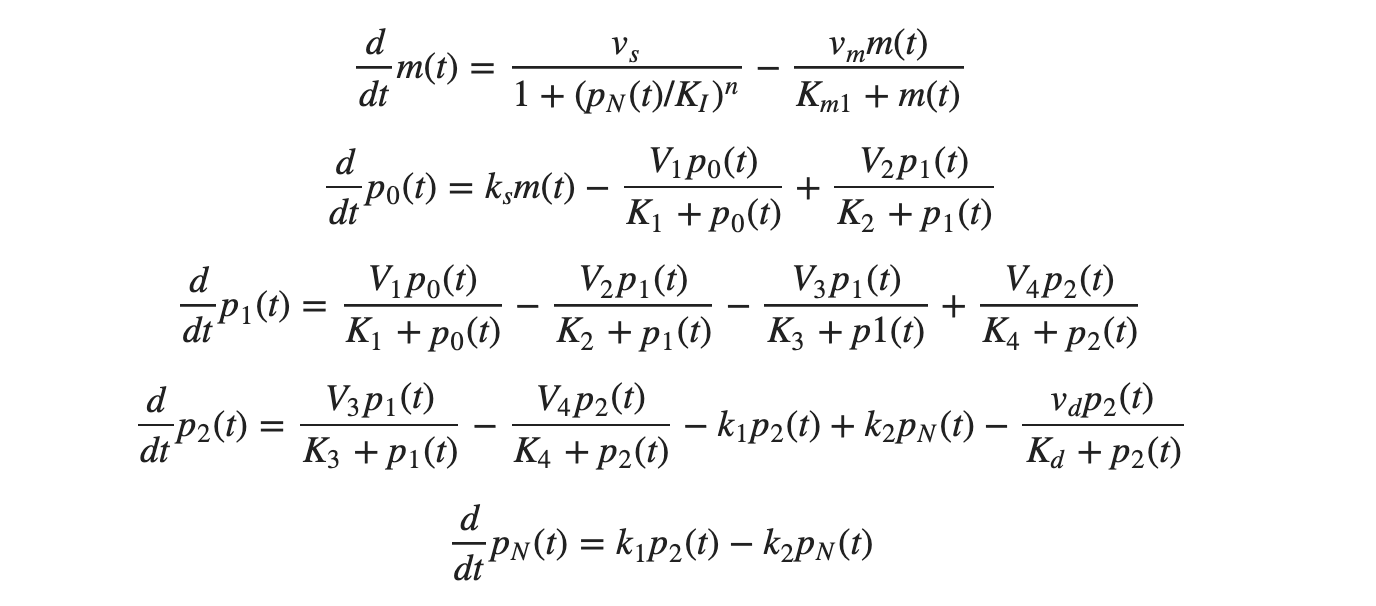 d/dt m(t) = v_s / (1 + (p_N(t)/K_I)^n) − v_m m(t) / (K_{m1} + m(t))
d/dt p_0(t) = k_s m(t) − V_1 p_0(t) / (K_1 + p_0(t)) + V_2 p_1(t) / (K_2 + p_1(t))
d/dt p_1(t) = V_1 p_0(t) / (K_1 + p_0(t)) − V_2 p_1(t) / (K_2 + p_1(t)) − V_3 p_1(t) / (K_3 + p1(t)) + V_4 p_2(t) / (K_4 + p_2(t))
d/dt p_2(t) = V_3 p_1(t) / (K_3 + p_1(t)) − V_4 p_2(t) / (K_4 + p_2(t)) − k_1 p_2(t) + k_2 p_N(t) − v_d p_2(t) / (K_d + p_2(t))
d/dt p_N(t) = k_1 p_2(t) − k_2 p_N(t)